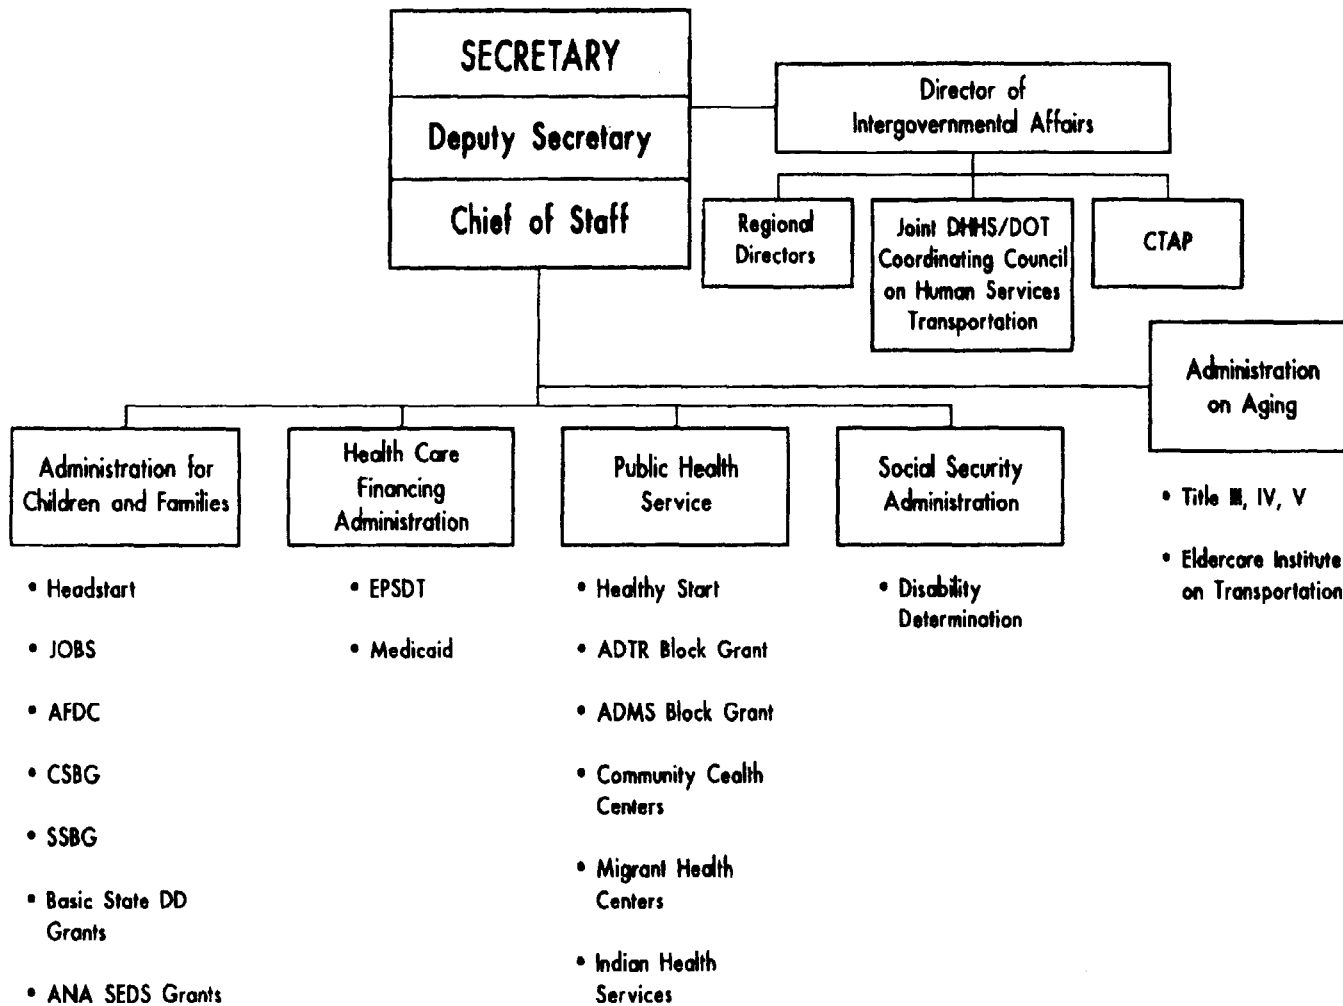 SECRETARY
Deputy Secretary
Chief of Staff
Director of
Intergovernmental Affairs
Regional
Directors
Joint DHHS/DOT
Coordinating Council
on Human Services
Transportation
CTAP
Administration
on Aging
• Title III, IV, V
• Eldercare Institute
on Transportation
Administration for
Children and Families
• Headstart
• JOBS
• AFDC
• CSBG
• SSBG
• Basic State DD
Grants
• ANA SEDS Grants
Health Care
Financing
Administration
• EPSDT
• Medicaid
Public Health
Service
• Healthy Start
• ADTR Block Grant
• ADMS Block Grant
• Community Cealth
Centers
• Migrant Health
Centers
• Indian Health
Services
Social Security
Administration
• Disability
Determination